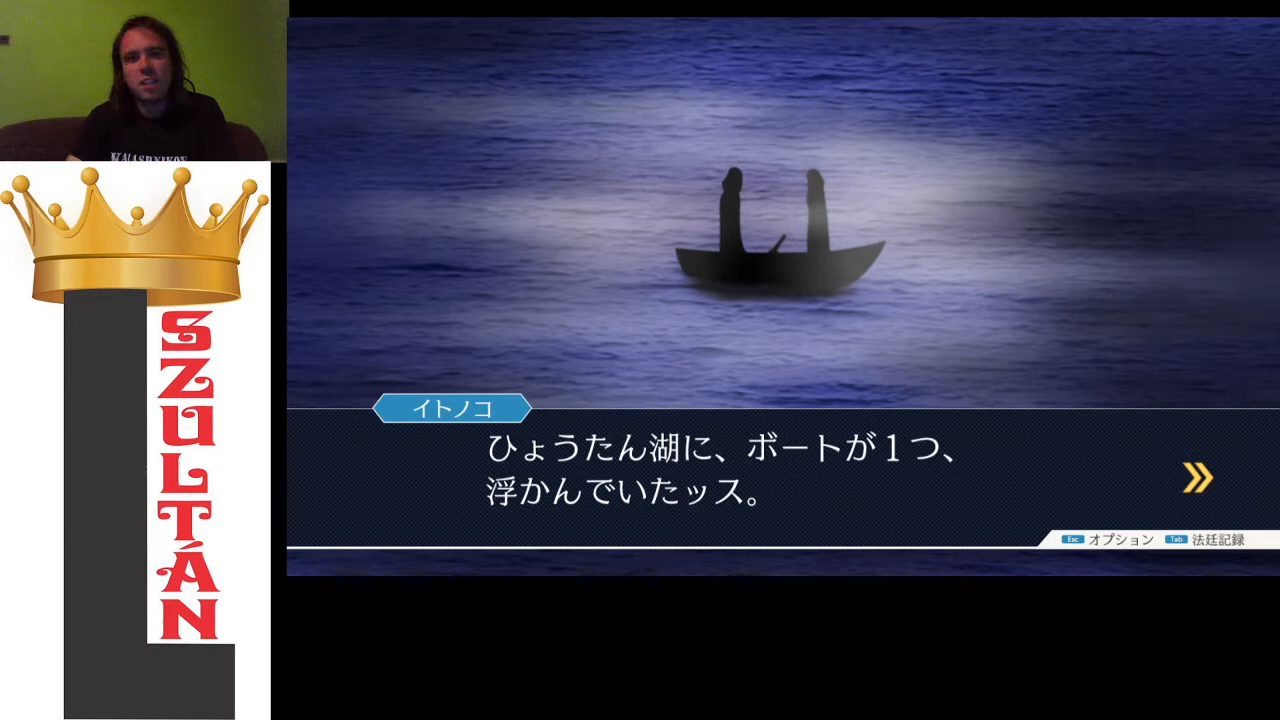 KALASHNIKOV
SZULTÁN
イトノコ
ひょうたん湖に、ボートが１つ、
浮かんでいたッス。
Esc オプション Tab 法廷記録